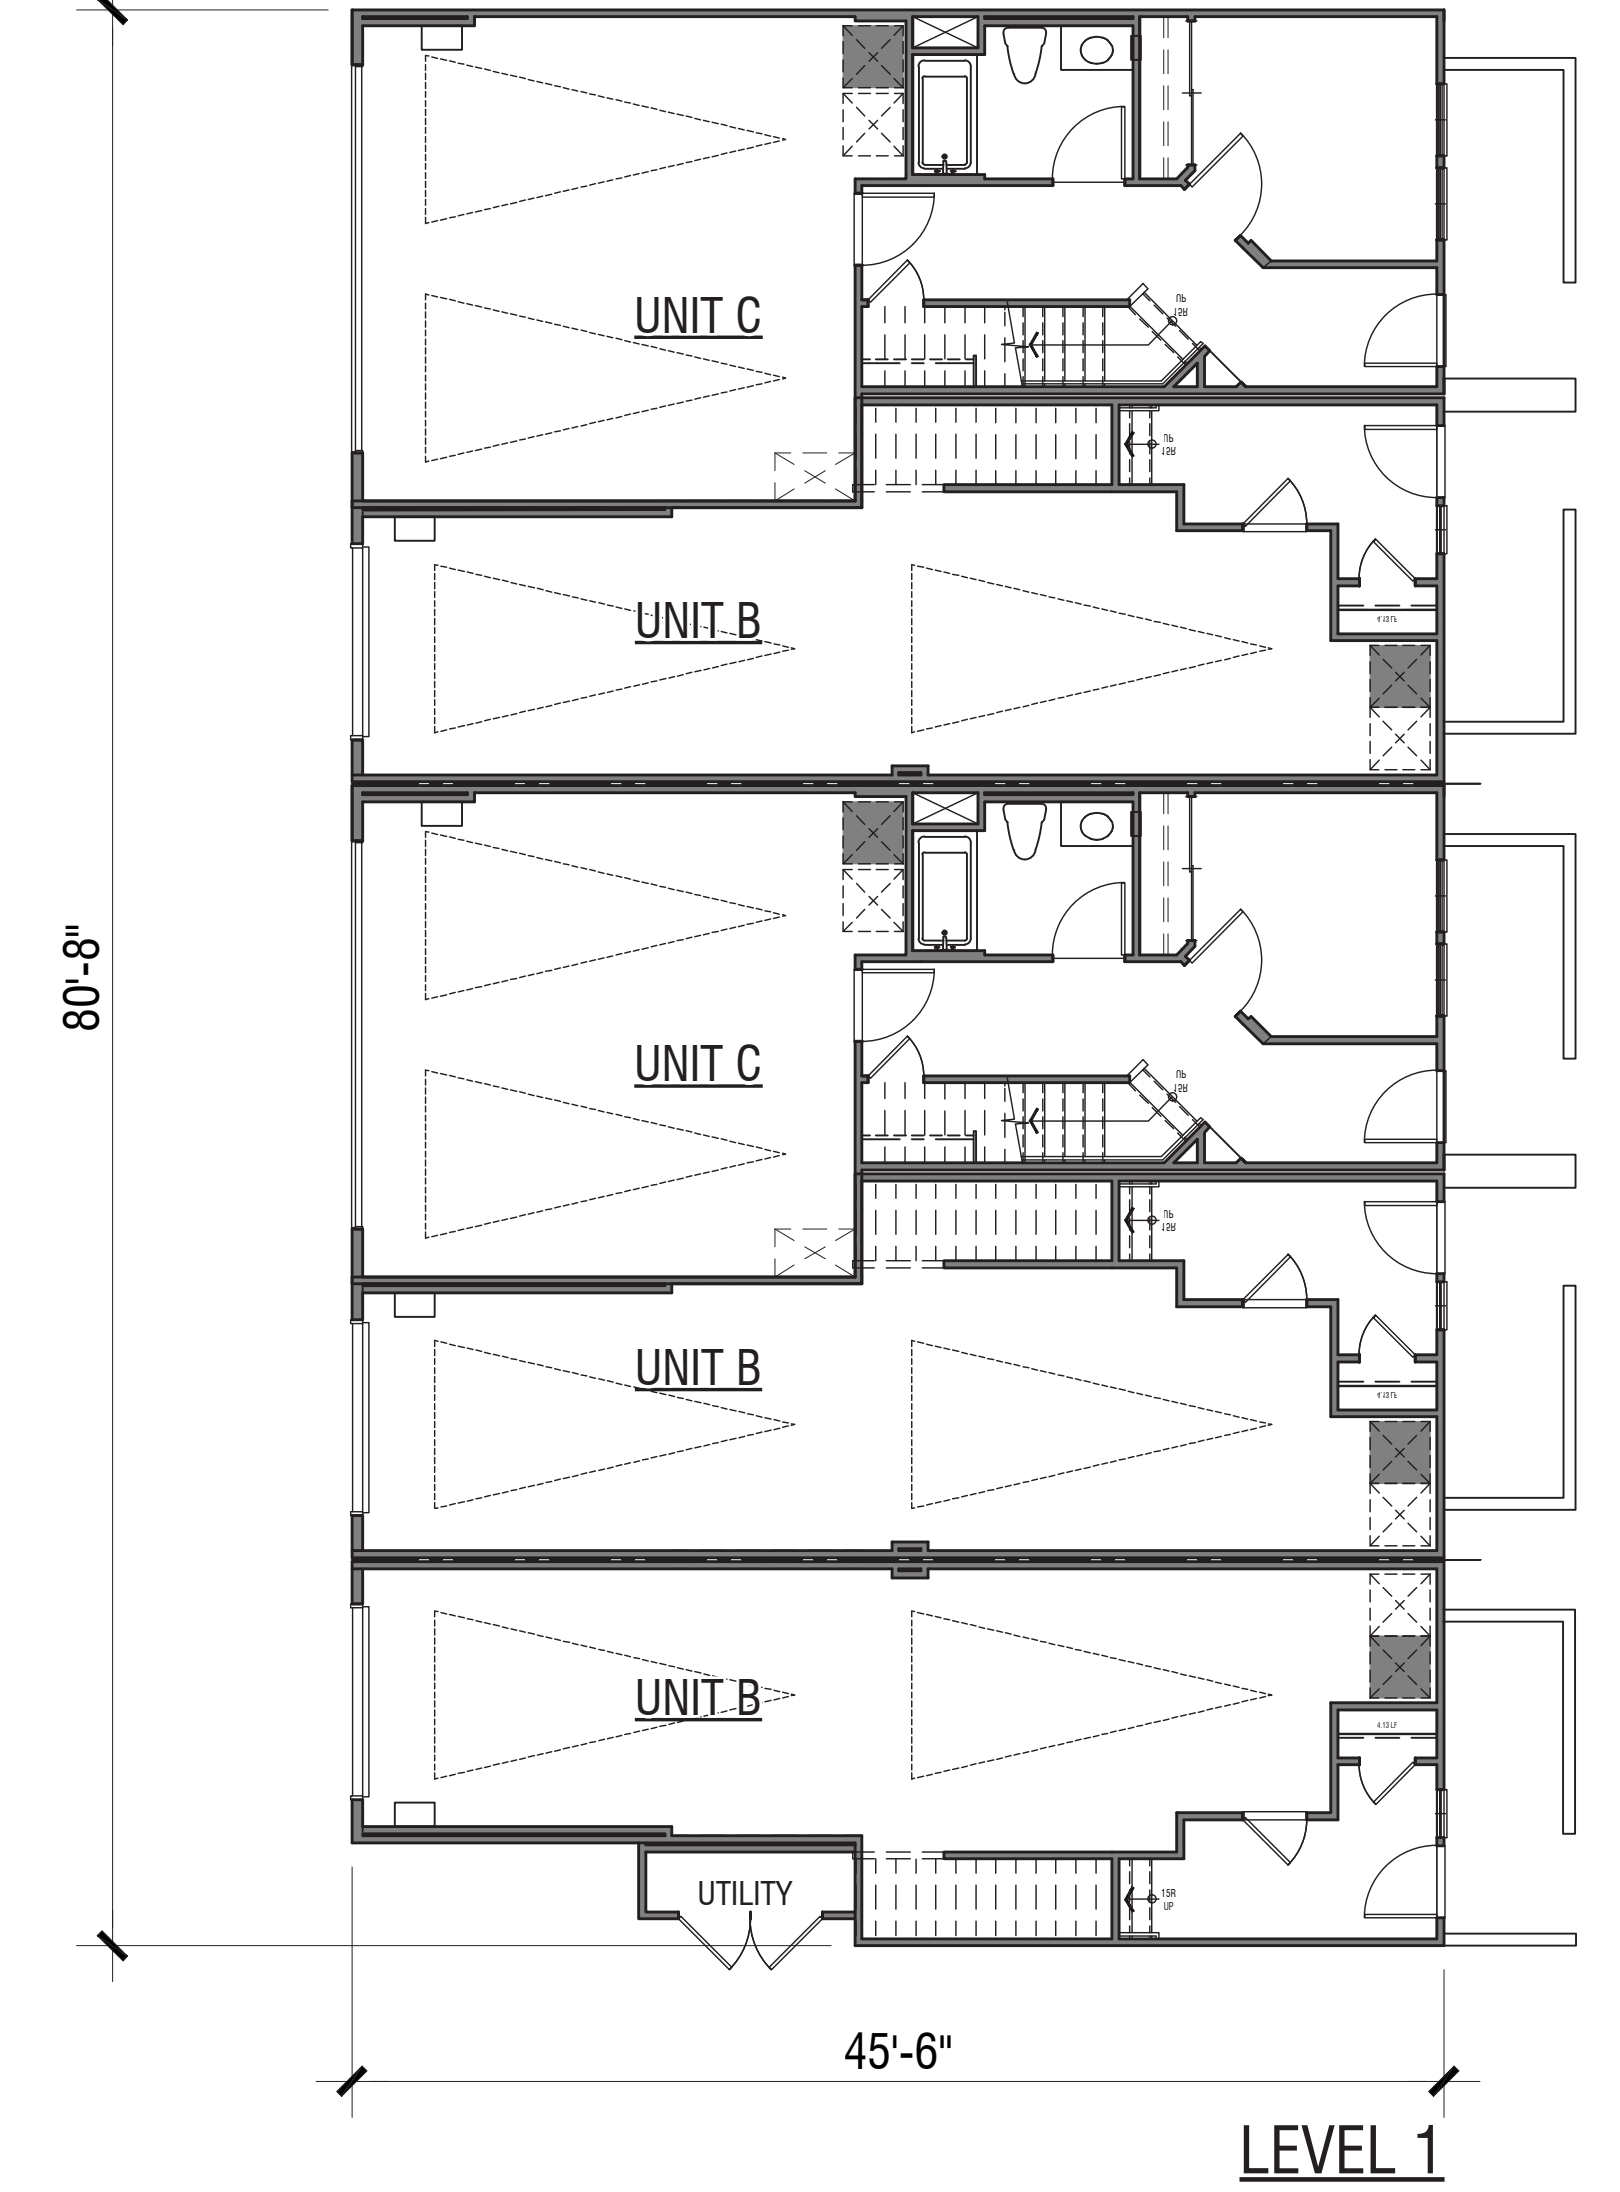 UNIT C
UP
15R
UP
15R
UNIT B
4.13 LF
80'-8"
UNIT C
UP
15R
UP
15R
UNIT B
4.13 LF
UNIT B
4.13 LF
UTILITY
15R
UP
45'-6"
LEVEL 1